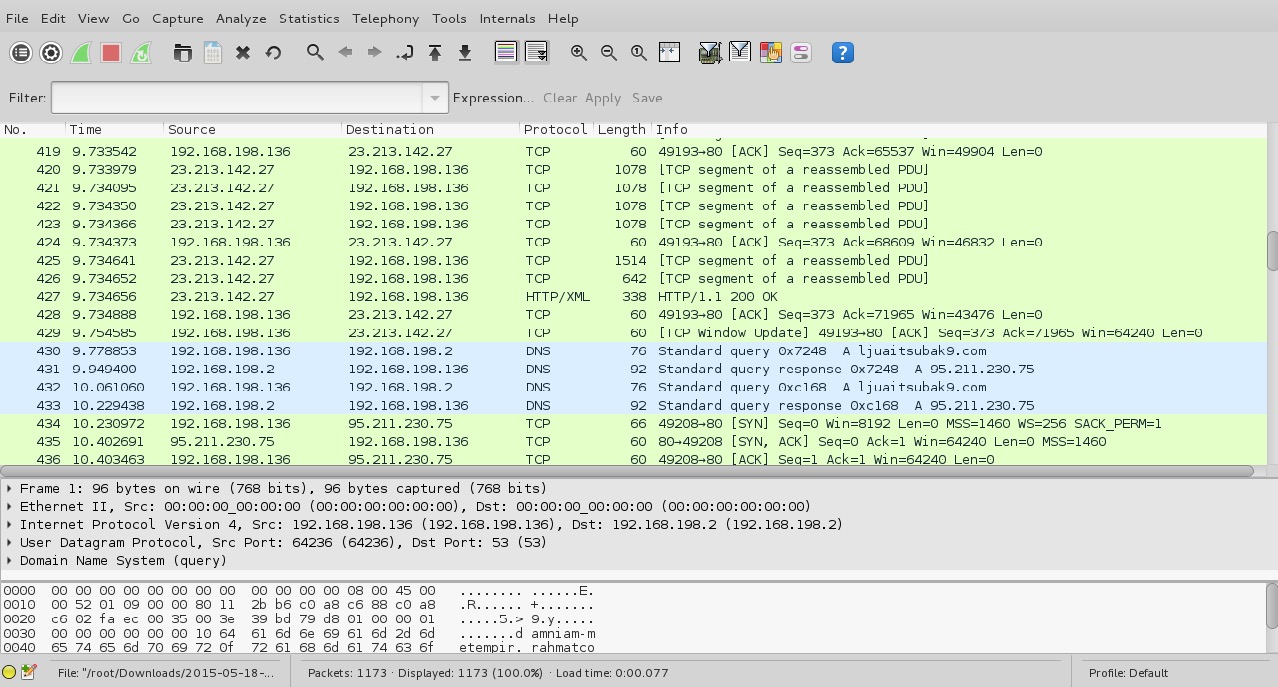 File Edit View Go Capture Analyze Statistics Telephony Tools Internals Help
Filter: Expression... Clear Apply Save
No. Time Source Destination Protocol Length Info
419 9.733542 192.168.198.136 23.213.142.27 TCP 60 49193→80 [ACK] Seq=373 Ack=65537 Win=49904 Len=0
420 9.733979 23.213.142.27 192.168.198.136 TCP 1078 [TCP segment of a reassembled PDU]
421 9.734095 23.213.142.27 192.168.198.136 TCP 1078 [TCP segment of a reassembled PDU]
422 9.734350 23.213.142.27 192.168.198.136 TCP 1078 [TCP segment of a reassembled PDU]
423 9.734366 23.213.142.27 192.168.198.136 TCP 1078 [TCP segment of a reassembled PDU]
424 9.734373 192.168.198.136 23.213.142.27 TCP 60 49193→80 [ACK] Seq=373 Ack=68609 Win=46832 Len=0
425 9.734641 23.213.142.27 192.168.198.136 TCP 1514 [TCP segment of a reassembled PDU]
426 9.734652 23.213.142.27 192.168.198.136 TCP 642 [TCP segment of a reassembled PDU]
427 9.734656 23.213.142.27 192.168.198.136 HTTP/XML 338 HTTP/1.1 200 OK
428 9.734888 192.168.198.136 23.213.142.27 TCP 60 49193→80 [ACK] Seq=373 Ack=71965 Win=43476 Len=0
429 9.754585 192.168.198.136 23.213.142.27 TCP 60 [TCP Window Update] 49193→80 [ACK] Seq=373 Ack=71965 Win=64240 Len=0
430 9.778853 192.168.198.136 192.168.198.2 DNS 76 Standard query 0x7248 A ljuaitsubak9.com
431 9.949400 192.168.198.2 192.168.198.136 DNS 92 Standard query response 0x7248 A 95.211.230.75
432 10.061060 192.168.198.136 192.168.198.2 DNS 76 Standard query 0xc168 A ljuaitsubak9.com
433 10.229438 192.168.198.2 192.168.198.136 DNS 92 Standard query response 0xc168 A 95.211.230.75
434 10.230972 192.168.198.136 95.211.230.75 TCP 66 49208→80 [SYN] Seq=0 Win=8192 Len=0 MSS=1460 WS=256 SACK_PERM=1
435 10.402691 95.211.230.75 192.168.198.136 TCP 60 80→49208 [SYN, ACK] Seq=0 Ack=1 Win=64240 Len=0 MSS=1460
436 10.403463 192.168.198.136 95.211.230.75 TCP 60 49208→80 [ACK] Seq=1 Ack=1 Win=64240 Len=0
Frame 1: 96 bytes on wire (768 bits), 96 bytes captured (768 bits)
Ethernet II, Src: 00:00:00_00:00:00 (00:00:00:00:00:00), Dst: 00:00:00_00:00:00 (00:00:00:00:00:00)
Internet Protocol Version 4, Src: 192.168.198.136 (192.168.198.136), Dst: 192.168.198.2 (192.168.198.2)
User Datagram Protocol, Src Port: 64236 (64236), Dst Port: 53 (53)
Domain Name System (query)
0000 00 00 00 00 00 00 00 00 00 00 00 00 08 00 45 00 ........ ......E.
0010 00 52 01 09 00 00 80 11 2b b6 c0 a8 c6 88 c0 a8 .R...... +.......
0020 c6 02 fa ec 00 35 00 3e 39 bd 79 d8 01 00 00 01 .....5.> 9.y.....
0030 00 00 00 00 00 00 10 64 61 6d 6e 69 61 6d 2d 6d .......d amniam-m
0040 65 74 65 6d 70 69 72 0f 72 61 68 6d 61 74 63 6f etempir. rahmatco
File: "/root/Downloads/2015-05-18-... Packets: 1173 · Displayed: 1173 (100.0%) · Load time: 0:00.077 Profile: Default